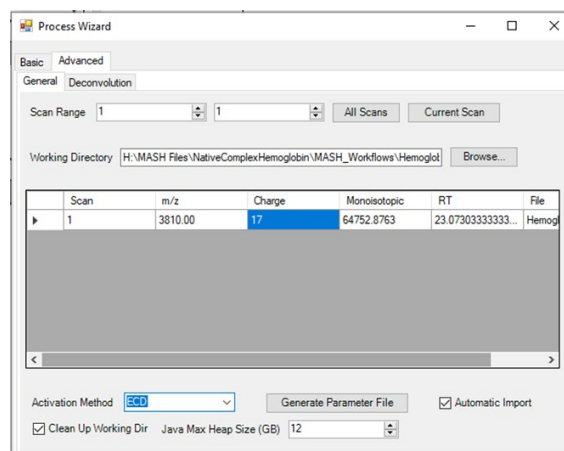 Process Wizard
Basic Advanced
General Deconvolution
Scan Range 1 1 All Scans Current Scan
Working Directory H:\MASH Files\NativeComplexHemoglobin\MASH_Workflows\Hemoglob Browse...
Scan m/z Charge Monoisotopic RT File
1 3810.00 17 64752.8763 23.07303333333... Hemogl
Activation Method ECD Generate Parameter File Automatic Import
Clean Up Working Dir Java Max Heap Size (GB) 12